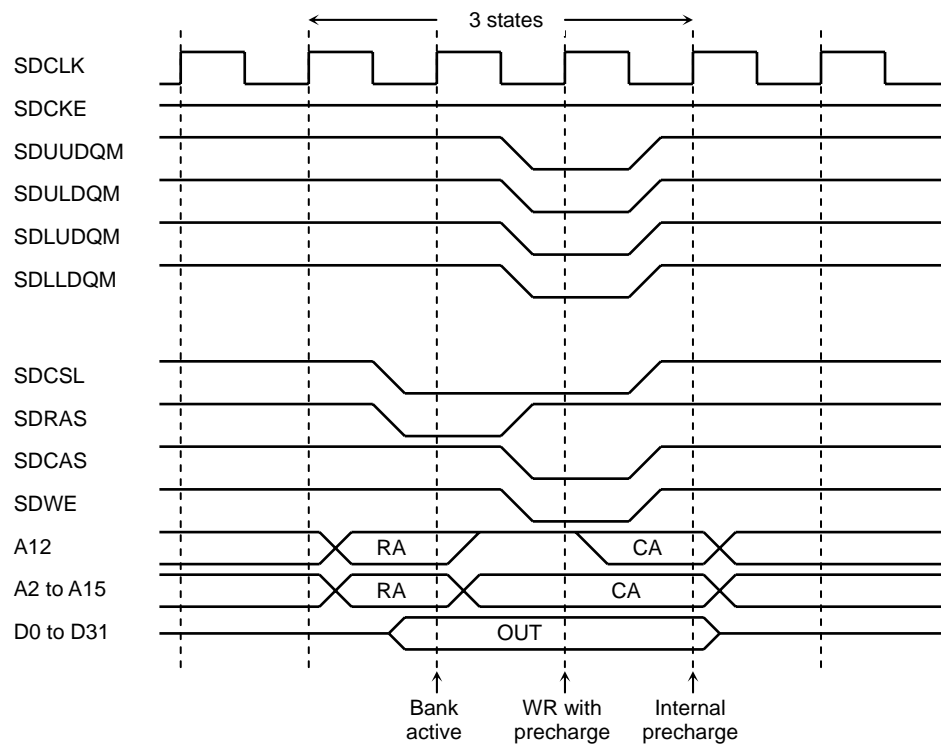 3 states
SDCLK
SDCKE
SDUUDQM
SDULDQM
SDLUDQM
SDLLDQM
SDCSL
SDRAS
SDCAS
SDWE
A12 RA CA
A2 to A15 RA CA
D0 to D31 OUT
Bank
active
WR with
precharge
Internal
precharge